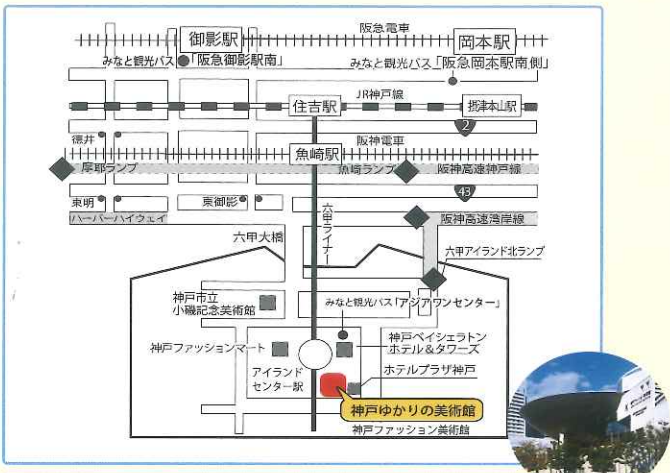 阪急電車
御影駅
岡本駅
みなと観光バス
「阪急御影駅南」
みなと観光バス「阪急岡本駅南側」
JR神戸線
住吉駅
摂津本山駅
2
徳井
阪神電車
魚崎駅
摩耶ランプ
魚崎ランプ
阪神高速神戸線
43
東明
東御影
ハーバーハイウェイ
六甲ライナー
阪神高速湾岸線
六甲大橋
六甲アイランド北ランプ
神戸市立
小磯記念美術館
みなと観光バス「アジアワンセンター」
神戸ファッションマート
神戸ベイシェラトン
ホテル&タワーズ
アイランド
センター駅
ホテルプラザ神戸
神戸ゆかりの美術館
神戸ファッション美術館